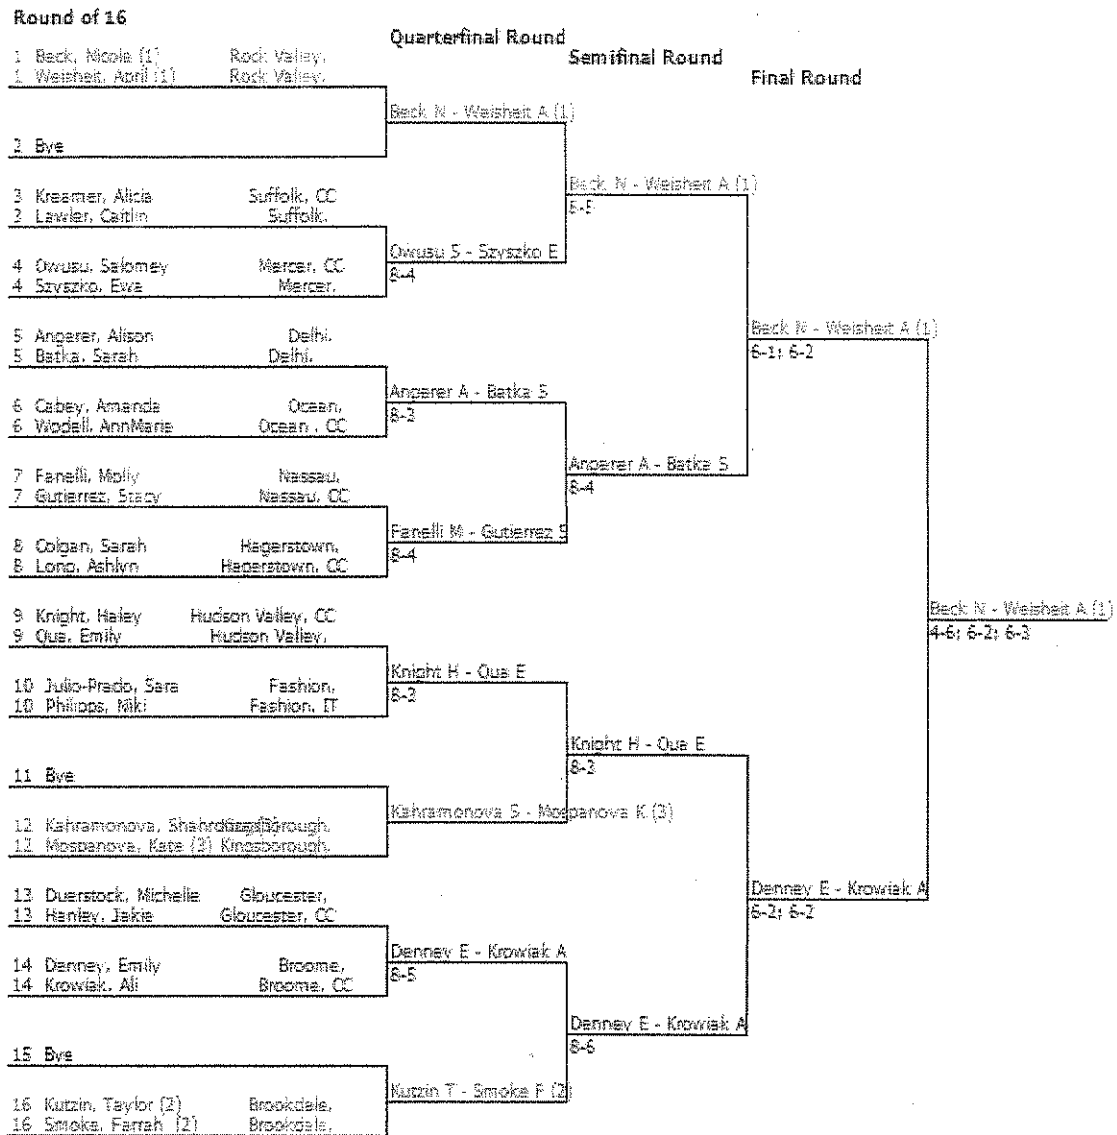 Round of 16
Quarterfinal Round
Semifinal Round
Final Round
1 Beck, Nicole (1) Rock Valley,
1 Weisheit, April (1) Rock Valley,
Beck N - Weisheit A (1)
2 Bye
Beck N - Weisheit A (1)
3 Kreamer, Alicia Suffolk, CC
3 Lawler, Caitlin Suffolk,
Owusu S - Szyszko E
8-4
4 Owusu, Salomey Mercer, CC
4 Szyszko, Ewa Mercer,
Beck N - Weisheit A (1)
6-1; 6-2
5 Angerer, Alison Delhi,
5 Batka, Sarah Delhi,
Angerer A - Batka S
8-3
6 Cabey, Amanda Ocean,
6 Wodell, AnnMarie Ocean , CC
Angerer A - Batka S
8-4
7 Fanelli, Molly Nassau,
7 Gutierrez, Stacy Nassau, CC
Fanelli M - Gutierrez S
8-4
8 Colgan, Sarah Hagerstown,
8 Long, Ashlyn Hagerstown, CC
Beck N - Weisheit A (1)
4-6; 6-2; 6-3
9 Knight, Haley Hudson Valley, CC
9 Qua, Emily Hudson Valley,
Knight H - Qua E
8-3
10 Julio-Prado, Sara Fashion,
10 Philipps, Niki Fashion, IT
Knight H - Qua E
8-3
11 Bye
Kahramonova S - Mospanova K (3)
12 Kahramonova,
12 Mospanova, Kate (3) Kingsborough,
Denney E - Krowiak A
6-2; 6-2
13 Duerstock, Michelle Gloucester,
13 Hanley, Jakie Gloucester, CC
Denney E - Krowiak A
8-5
14 Denney, Emily Broome,
14 Krowiak, Ali Broome, CC
Denney E - Krowiak A
8-6
15 Bye
Kutzin T - Smoke F (2)
16 Kutzin, Taylor (2) Brookdale,
16 Smoke, Farrah (2) Brookdale,